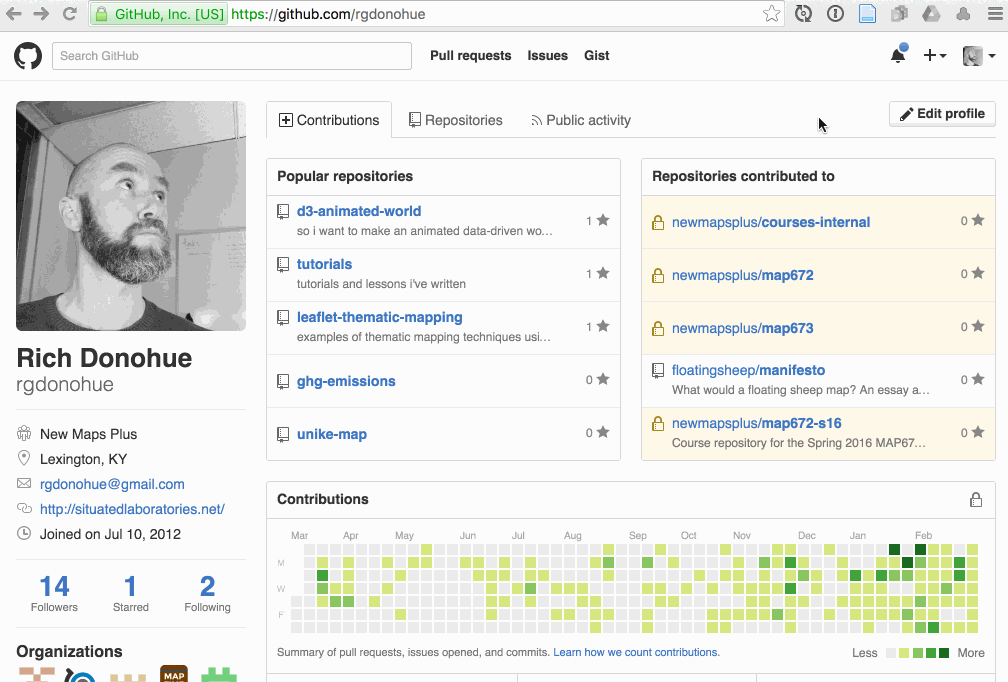 GitHub, Inc. [US] https://github.com/rgdonohue
Search GitHub
Pull requests Issues Gist
Contributions Repositories Public activity
Edit profile
Popular repositories
d3-animated-world
so i want to make an animated data-driven wo...
1
tutorials
tutorials and lessons i've written
1
leaflet-thematic-mapping
examples of thematic mapping techniques usi...
1
ghg-emissions
0
unike-map
0
Repositories contributed to
newmapsplus/courses-internal
0
newmapsplus/map672
0
newmapsplus/map673
0
floatingsheep/manifesto
What would a floating sheep map? An essay a...
0
newmapsplus/map672-s16
Course repository for the Spring 2016 MAP67...
0
Rich Donohue
rgdonohue
New Maps Plus
Lexington, KY
rgdonohue@gmail.com
http://situatedlaboratories.net/
Joined on Jul 10, 2012
14 1 2
Followers Starred Following
Organizations
MAP
Contributions
Mar Apr May Jun Jul Aug Sep Oct Nov Dec Jan Feb
M
W
F
Summary of pull requests, issues opened, and commits. Learn how we count contributions.
Less More